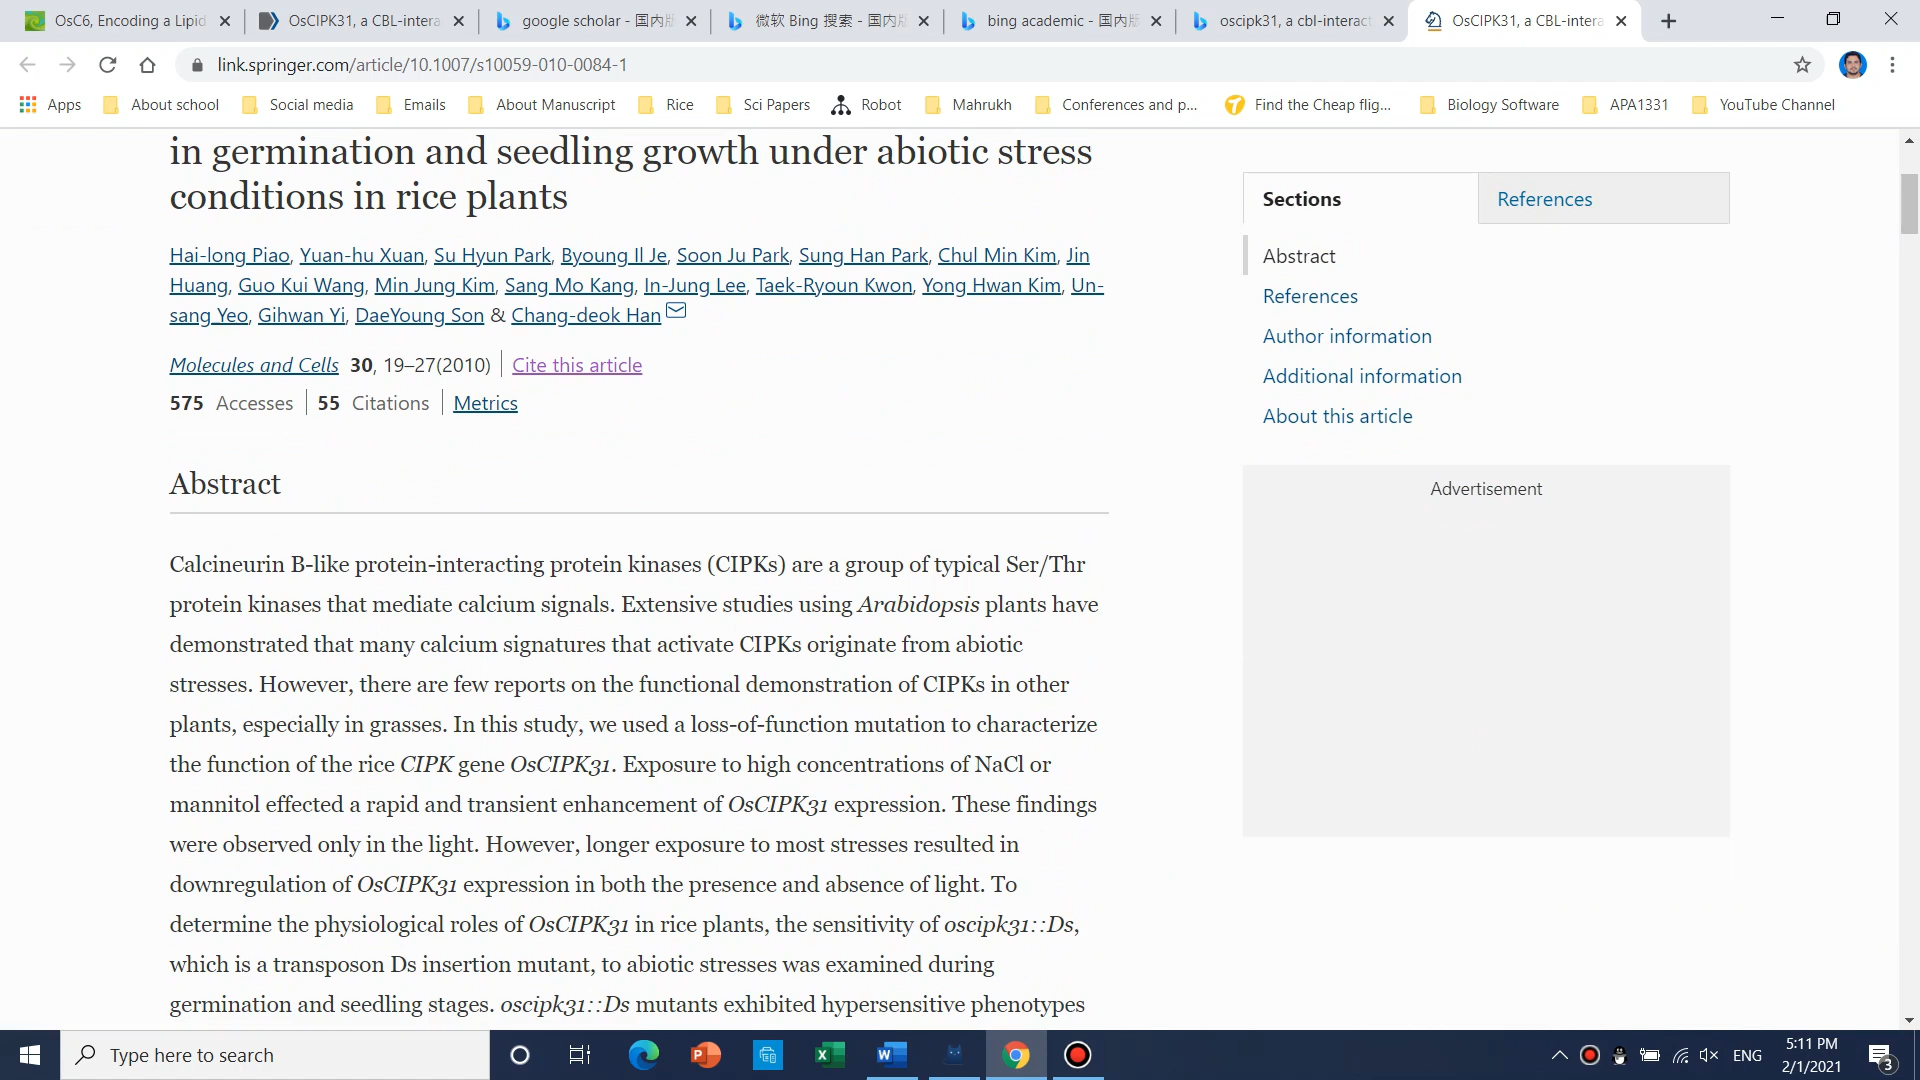 OsC6, Encoding a Lipid
OsCIPK31, a CBL-intera
google scholar - 国内版
微软 Bing 搜索 - 国内版
bing academic - 国内版
oscipk31, a cbl-interact
OsCIPK31, a CBL-intera
link.springer.com/article/10.1007/s10059-010-0084-1
Apps About school Social media Emails About Manuscript Rice Sci Papers Robot Mahrukh Conferences and p... Find the Cheap flig... Biology Software APA1331 YouTube Channel
in germination and seedling growth under abiotic stress
conditions in rice plants
Hai-long Piao, Yuan-hu Xuan, Su Hyun Park, Byoung Il Je, Soon Ju Park, Sung Han Park, Chul Min Kim, Jin
Huang, Guo Kui Wang, Min Jung Kim, Sang Mo Kang, In-Jung Lee, Taek-Ryoun Kwon, Yong Hwan Kim, Un-
sang Yeo, Gihwan Yi, DaeYoung Son & Chang-deok Han
Molecules and Cells 30, 19–27(2010) Cite this article
575 Accesses 55 Citations Metrics
Abstract
Calcineurin B-like protein-interacting protein kinases (CIPKs) are a group of typical Ser/Thr
protein kinases that mediate calcium signals. Extensive studies using Arabidopsis plants have
demonstrated that many calcium signatures that activate CIPKs originate from abiotic
stresses. However, there are few reports on the functional demonstration of CIPKs in other
plants, especially in grasses. In this study, we used a loss-of-function mutation to characterize
the function of the rice CIPK gene OsCIPK31. Exposure to high concentrations of NaCl or
mannitol effected a rapid and transient enhancement of OsCIPK31 expression. These findings
were observed only in the light. However, longer exposure to most stresses resulted in
downregulation of OsCIPK31 expression in both the presence and absence of light. To
determine the physiological roles of OsCIPK31 in rice plants, the sensitivity of oscipk31::Ds,
which is a transposon Ds insertion mutant, to abiotic stresses was examined during
germination and seedling stages. oscipk31::Ds mutants exhibited hypersensitive phenotypes
Sections References
Abstract
References
Author information
Additional information
About this article
Advertisement
Type here to search
ENG
5:11 PM
2/1/2021
3